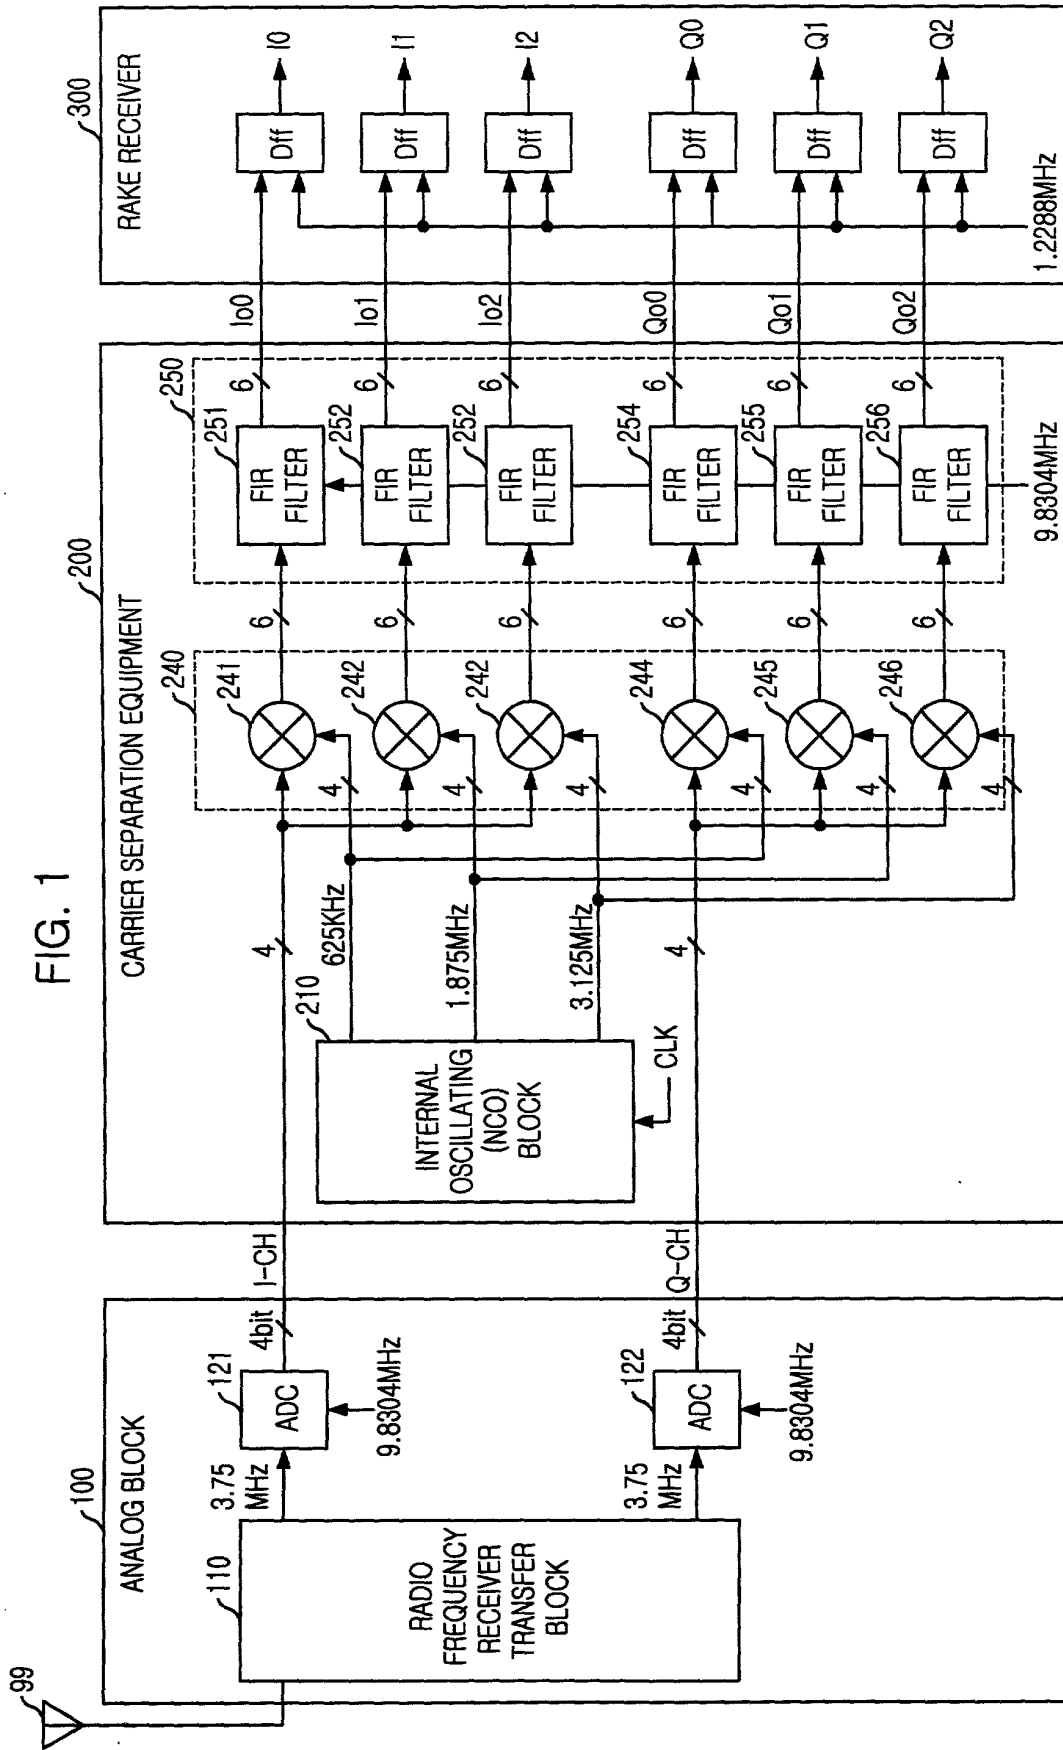 FIG. 1
99
100
ANALOG BLOCK
110
RADIO
FREQUENCY
RECEIVER
TRANSFER
BLOCK
3.75
MHz
121
ADC
9.8304MHz
4bit
I-CH
3.75
MHz
122
ADC
9.8304MHz
4bit
Q-CH
200
CARRIER SEPARATION EQUIPMENT
210
INTERNAL
OSCILLATING
(NCO)
BLOCK
CLK
4
625KHz
1.875MHz
3.125MHz
4
240
241
4
242
4
242
4
244
4
245
4
246
4
6
6
6
6
6
6
250
251
FIR
FILTER
6
252
FIR
FILTER
6
252
FIR
FILTER
6
254
FIR
FILTER
6
255
FIR
FILTER
6
256
FIR
FILTER
6
9.8304MHz
Io0
Io1
Io2
Qo0
Qo1
Qo2
300
RAKE RECEIVER
Dff
I0
Dff
I1
Dff
I2
Dff
Q0
Dff
Q1
Dff
Q2
1.2288MHz